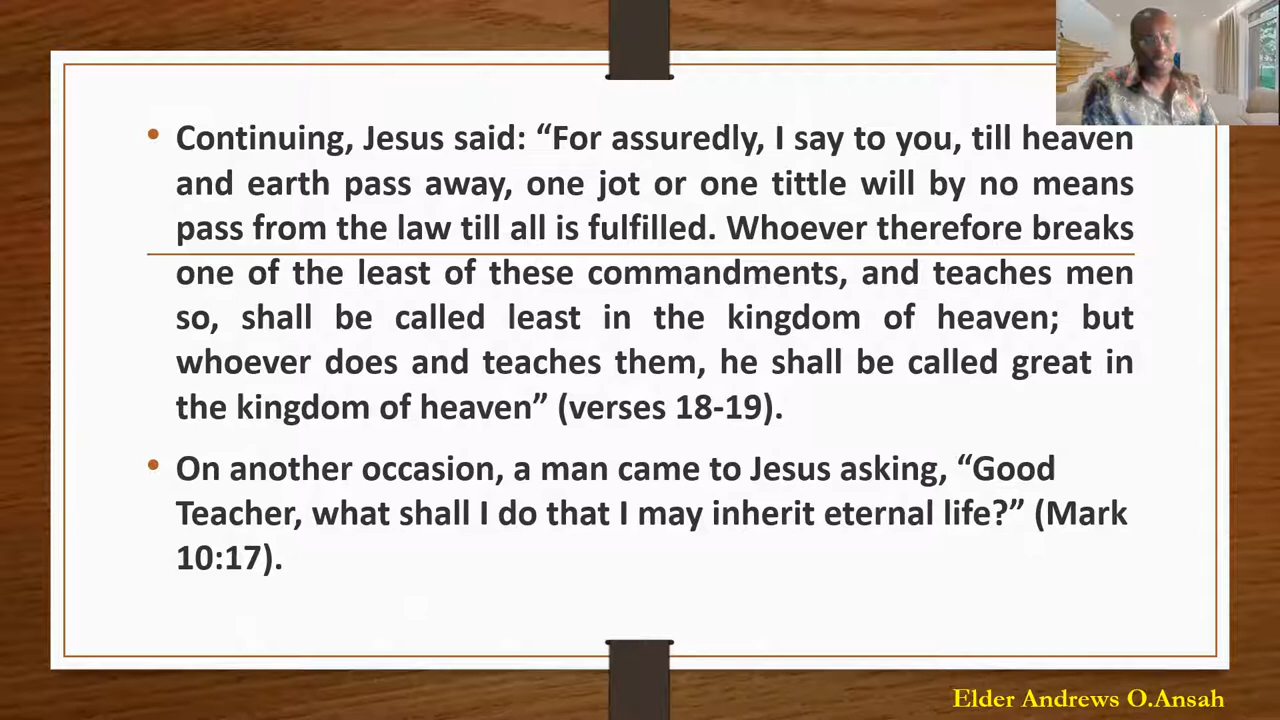 • Continuing, Jesus said: “For assuredly, I say to you, till heaven
and earth pass away, one jot or one tittle will by no means
pass from the law till all is fulfilled. Whoever therefore breaks
one of the least of these commandments, and teaches men
so, shall be called least in the kingdom of heaven; but
whoever does and teaches them, he shall be called great in
the kingdom of heaven” (verses 18-19).
• On another occasion, a man came to Jesus asking, “Good
Teacher, what shall I do that I may inherit eternal life?” (Mark
10:17).
Elder Andrews O.Ansah